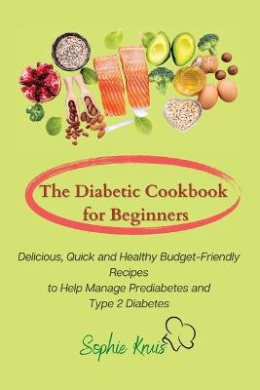 The Diabetic Cookbook
for Beginners
Delicious, Quick and Healthy Budget-Friendly
Recipes
to Help Manage Prediabetes and
Type 2 Diabetes
Sophie Kruis